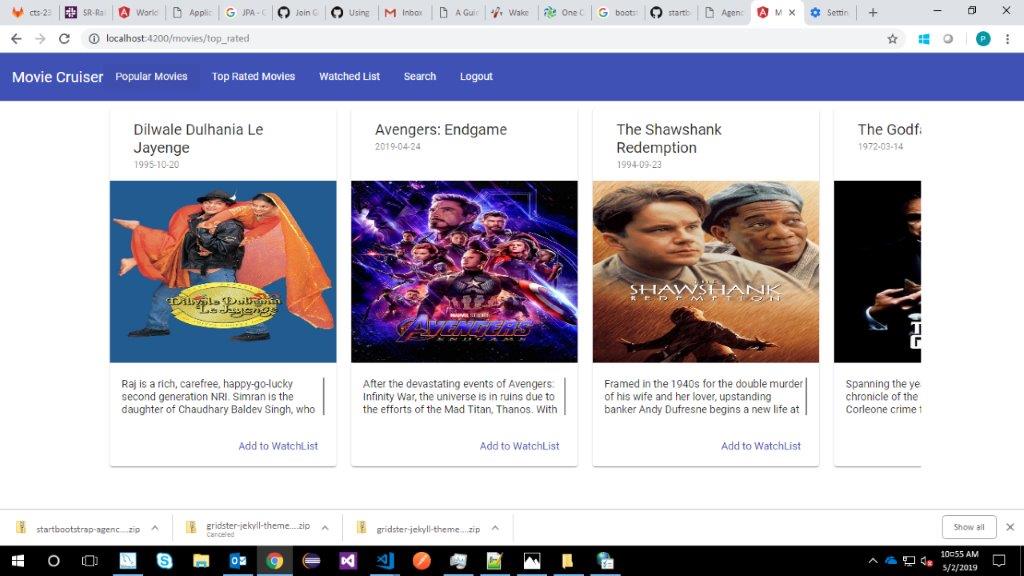 cts-23
SR-Rai
World
Applic
JPA - G
Join G
Using
Inbox
A Guid
Wake
One C
boots
startb
Agenc
M
Settin
localhost:4200/movies/top_rated
P
Movie Cruiser
Popular Movies
Top Rated Movies
Watched List
Search
Logout
Dilwale Dulhania Le
Jayenge
1995-10-20
Dilwale Dulhania
Le Jayenge
Raj is a rich, carefree, happy-go-lucky
second generation NRI. Simran is the
daughter of Chaudhary Baldev Singh, who
Add to WatchList
Avengers: Endgame
2019-04-24
MARVEL STUDIOS
AVENGERS
ENDGAME
After the devastating events of Avengers:
Infinity War, the universe is in ruins due to
the efforts of the Mad Titan, Thanos. With
Add to WatchList
The Shawshank
Redemption
1994-09-23
THE
SHAWSHANK
REDEMPTION
Framed in the 1940s for the double murder
of his wife and her lover, upstanding
banker Andy Dufresne begins a new life at
Add to WatchList
The Godfa
1972-03-14
Spanning the yea
chronicle of the
Corleone crime f
startbootstrap-agenc....zip
gridster-jekyll-theme....zip
Canceled
gridster-jekyll-theme....zip
Show all
10:55 AM
5/2/2019